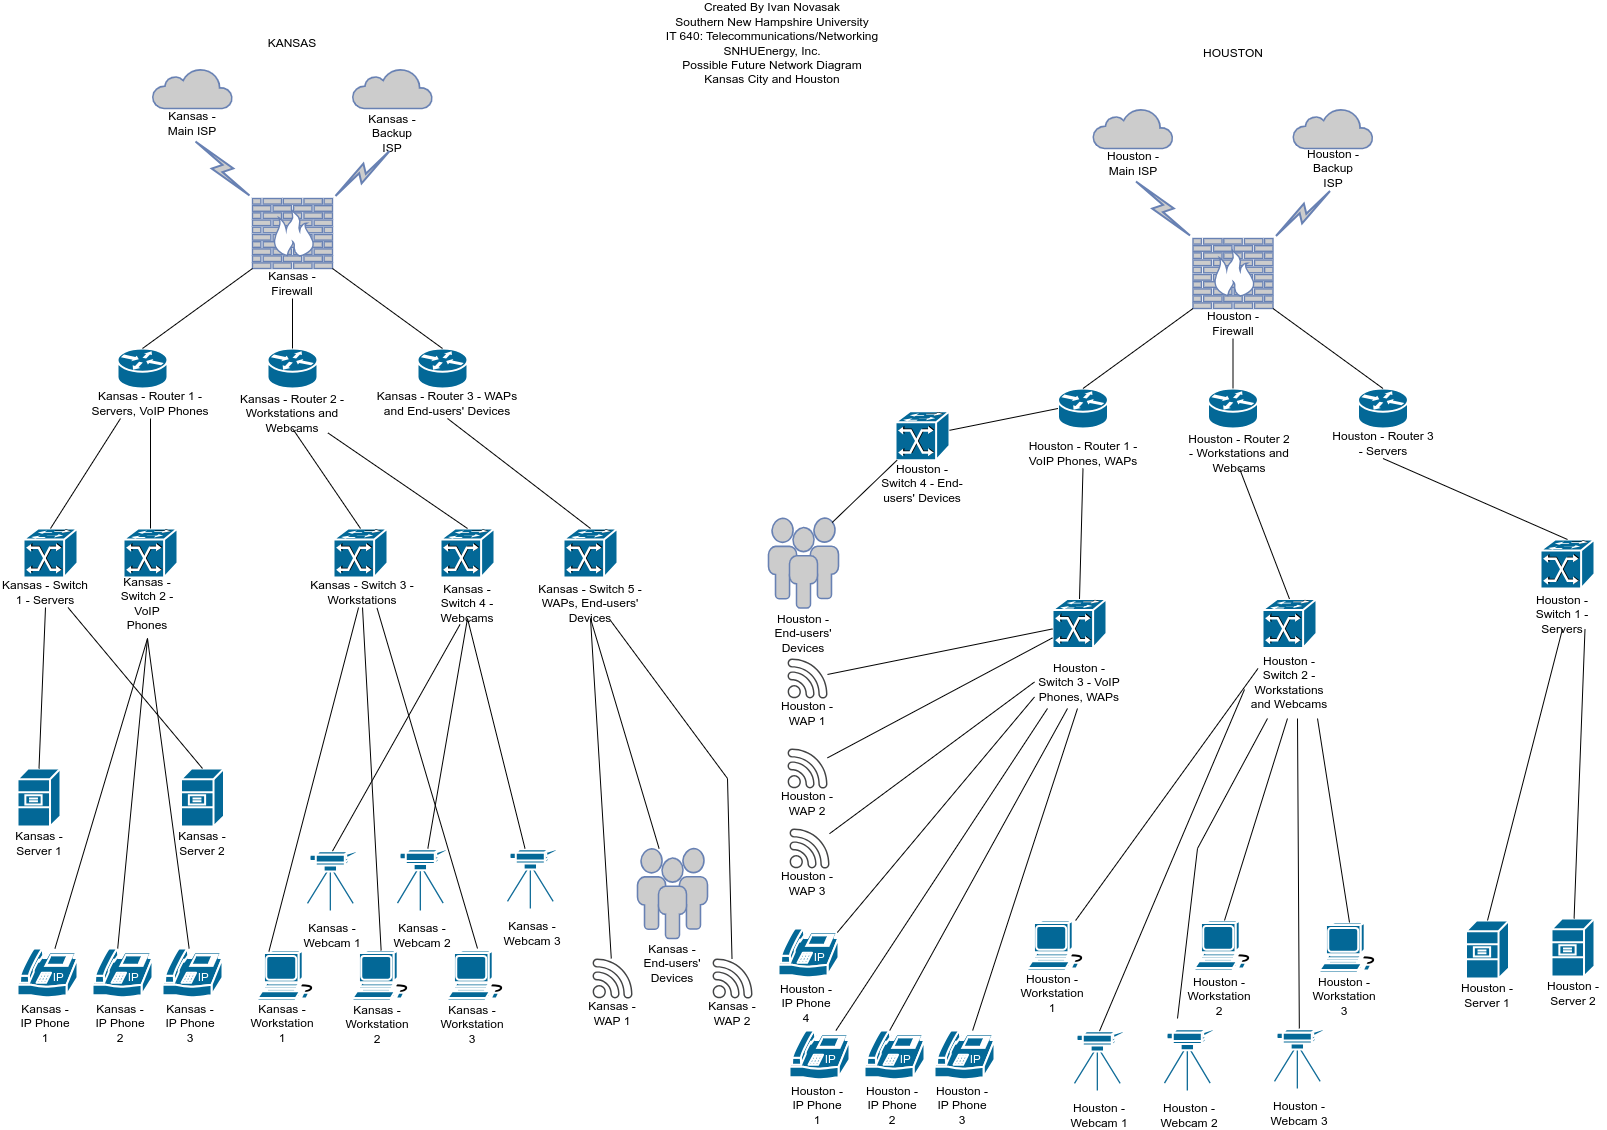 Created By Ivan Novasak
Southern New Hampshire University
IT 640: Telecommunications/Networking
SNHUEnergy, Inc.
Possible Future Network Diagram
Kansas City and Houston
KANSAS
Kansas -
Main ISP
Kansas -
Backup
ISP
Kansas -
Firewall
Kansas - Router 1 -
Servers, VoIP Phones
Kansas - Router 2 -
Workstations and
Webcams
Kansas - Router 3 - WAPs
and End-users' Devices
Kansas - Switch
1 - Servers
Kansas -
Switch 2 -
VoIP
Phones
Kansas - Switch 3 -
Workstations
Kansas -
Switch 4 -
Webcams
Kansas - Switch 5 -
WAPs, End-users'
Devices
Kansas -
Server 1
Kansas -
Server 2
Kansas -
Webcam 1
Kansas -
Webcam 2
Kansas -
Webcam 3
Kansas -
End-users'
Devices
IP
Kansas -
IP Phone
1
IP
Kansas -
IP Phone
2
IP
Kansas -
IP Phone
3
?
Kansas -
Workstation
1
?
Kansas -
Workstation
2
?
Kansas -
Workstation
3
Kansas -
WAP 1
Kansas -
WAP 2
HOUSTON
Houston -
Main ISP
Houston -
Backup
ISP
Houston -
Firewall
Houston - Router 1 -
VoIP Phones, WAPs
Houston - Router 2
- Workstations and
Webcams
Houston - Router 3
- Servers
Houston -
Switch 4 - End-
users' Devices
Houston -
End-users'
Devices
Houston -
Switch 3 - VoIP
Phones, WAPs
Houston -
Switch 2 -
Workstations
and Webcams
Houston -
Switch 1 -
Servers
Houston -
WAP 1
Houston -
WAP 2
Houston -
WAP 3
IP
Houston -
IP Phone
4
?
Houston -
Workstation
1
?
Houston -
Workstation
2
?
Houston -
Workstation
3
Houston -
Server 1
Houston -
Server 2
IP
Houston -
IP Phone
1
IP
Houston -
IP Phone
2
IP
Houston -
IP Phone
3
Houston -
Webcam 1
Houston -
Webcam 2
Houston -
Webcam 3